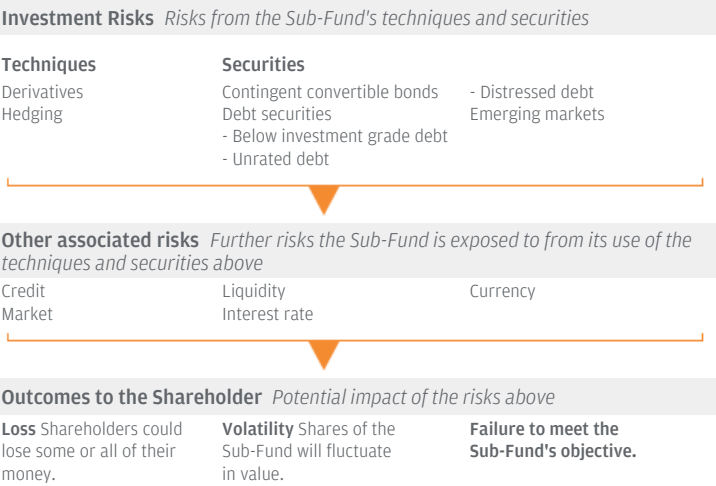 Investment Risks Risks from the Sub-Fund's techniques and securities
Techniques
Derivatives
Hedging
Securities
Contingent convertible bonds
Debt securities
- Below investment grade debt
- Unrated debt
- Distressed debt
Emerging markets
Other associated risks Further risks the Sub-Fund is exposed to from its use of the
techniques and securities above
Credit
Market
Liquidity
Interest rate
Currency
Outcomes to the Shareholder Potential impact of the risks above
Loss Shareholders could
lose some or all of their
money.
Volatility Shares of the
Sub-Fund will fluctuate
in value.
Failure to meet the
Sub-Fund's objective.